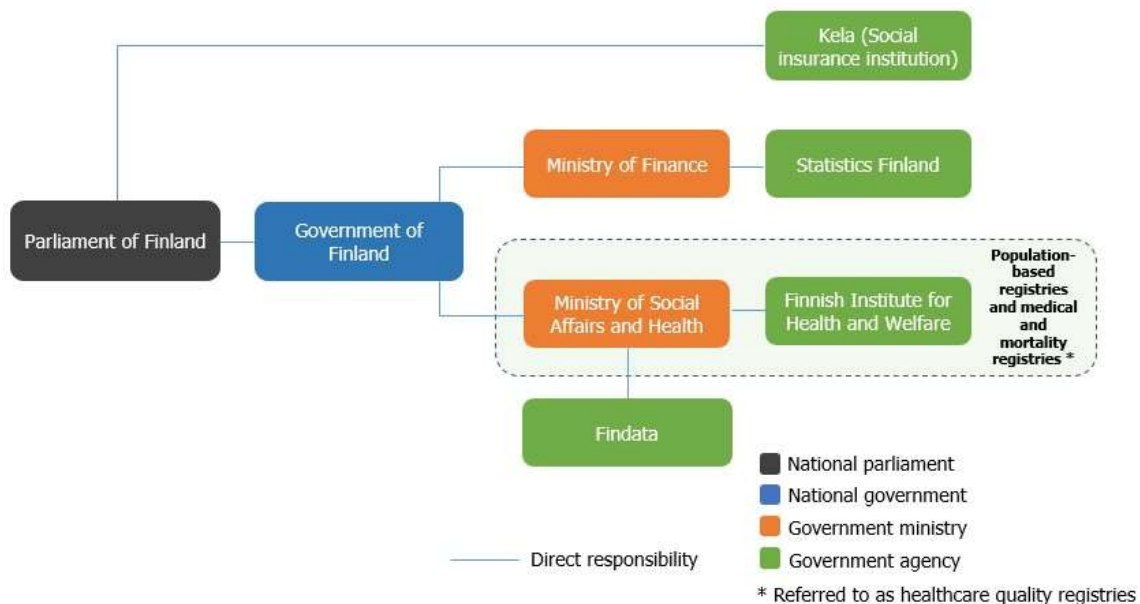 Kela (Social
insurance institution)
Ministry of Finance
Statistics Finland
Parliament of Finland
Government of
Finland
Ministry of Social
Affairs and Health
Finnish Institute for
Health and Welfare
Population-
based
registries
and medical
and
mortality
registries *
Findata
National parliament
National government
Government ministry
Government agency
Direct responsibility
* Referred to as healthcare quality registries